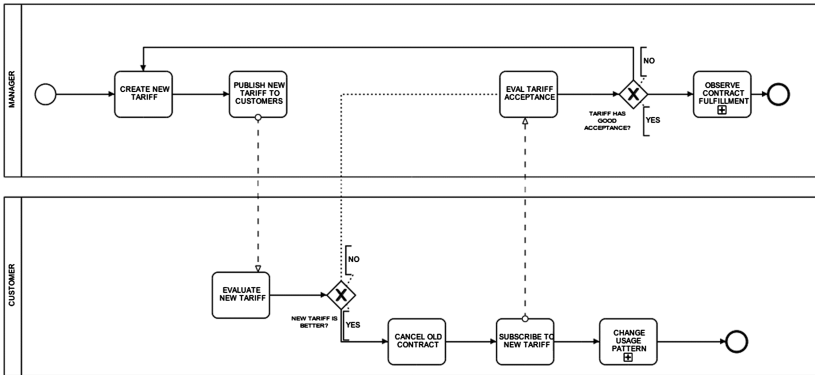 MANAGER
CREATE NEW
TARIFF
PUBLISH NEW
TARIFF TO
CUSTOMERS
EVAL TARIFF
ACCEPTANCE
NO
TARIFF HAS
GOOD
ACCEPTANCE?
YES
OBSERVE
CONTRACT
FULFILLMENT
CUSTOMER
EVALUATE
NEW TARIFF
NO
NEW TARIFF IS
BETTER?
YES
CANCEL OLD
CONTRACT
SUBSCRIBE TO
NEW TARIFF
CHANGE
USAGE
PATTERN